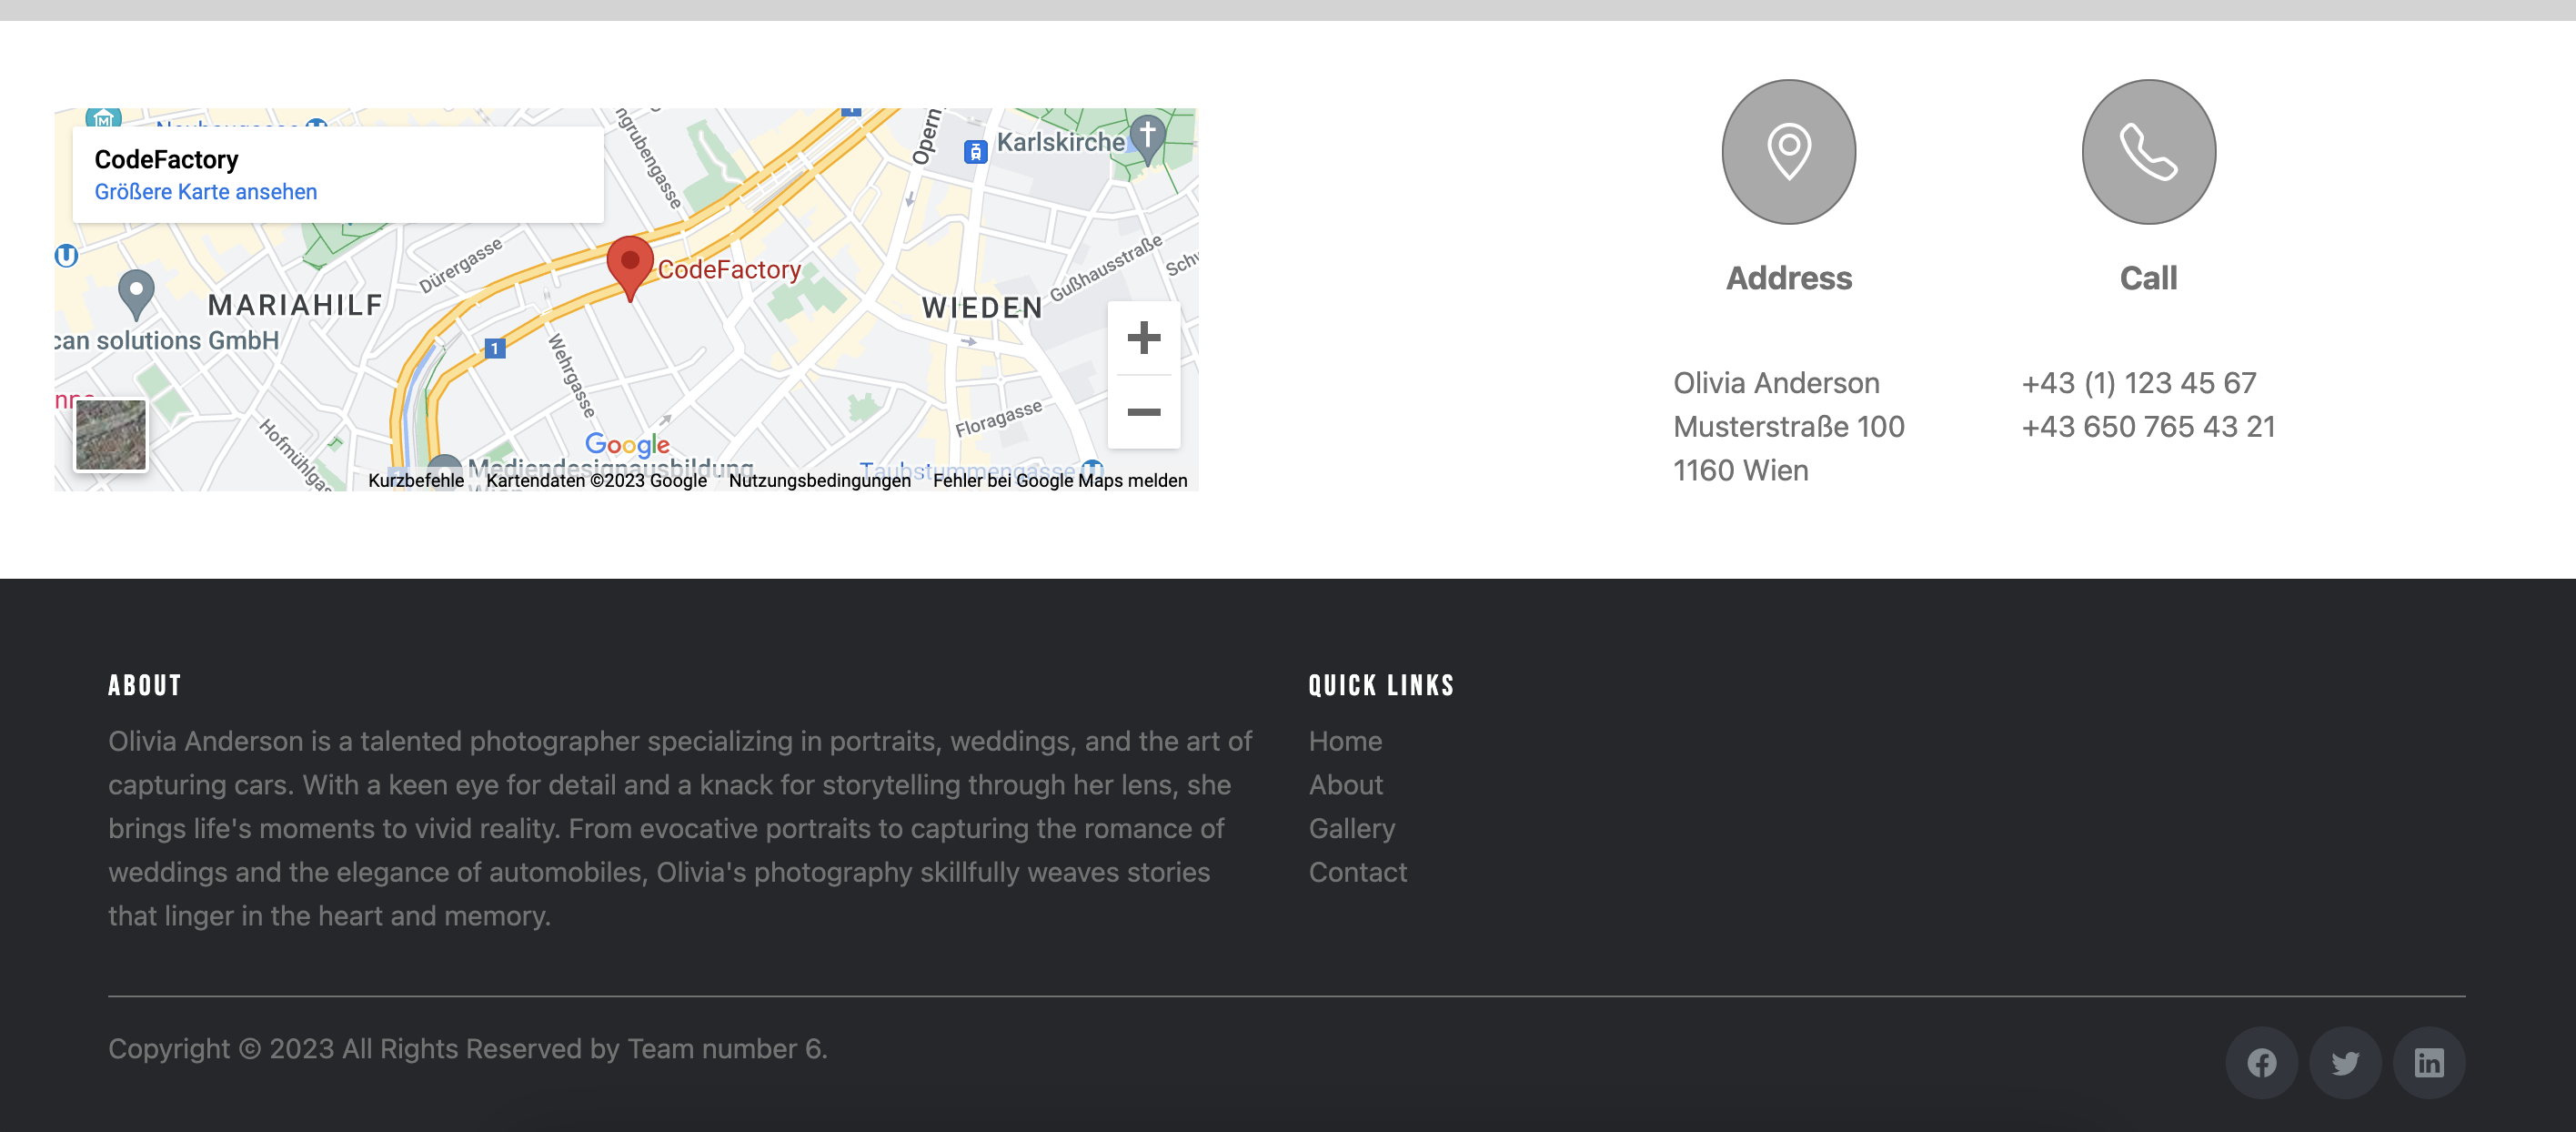 CodeFactory
Größere Karte ansehen
ngrubengasse
Opern
Karlskirche
Dürergasse
CodeFactory
MARIAHILF
WIEDEN
Gußhausstraße
can solutions GmbH
1
Wehrgasse
Floragasse
Hofmühlgas
Google
Mediendesignausbildung
Taubstummengasse
Kurzbefehle Kartendaten ©2023 Google Nutzungsbedingungen Fehler bei Google Maps melden
Address
Olivia Anderson
Musterstraße 100
1160 Wien
Call
+43 (1) 123 45 67
+43 650 765 43 21
ABOUT
Olivia Anderson is a talented photographer specializing in portraits, weddings, and the art of
capturing cars. With a keen eye for detail and a knack for storytelling through her lens, she
brings life's moments to vivid reality. From evocative portraits to capturing the romance of
weddings and the elegance of automobiles, Olivia's photography skillfully weaves stories
that linger in the heart and memory.
QUICK LINKS
Home
About
Gallery
Contact
Copyright © 2023 All Rights Reserved by Team number 6.